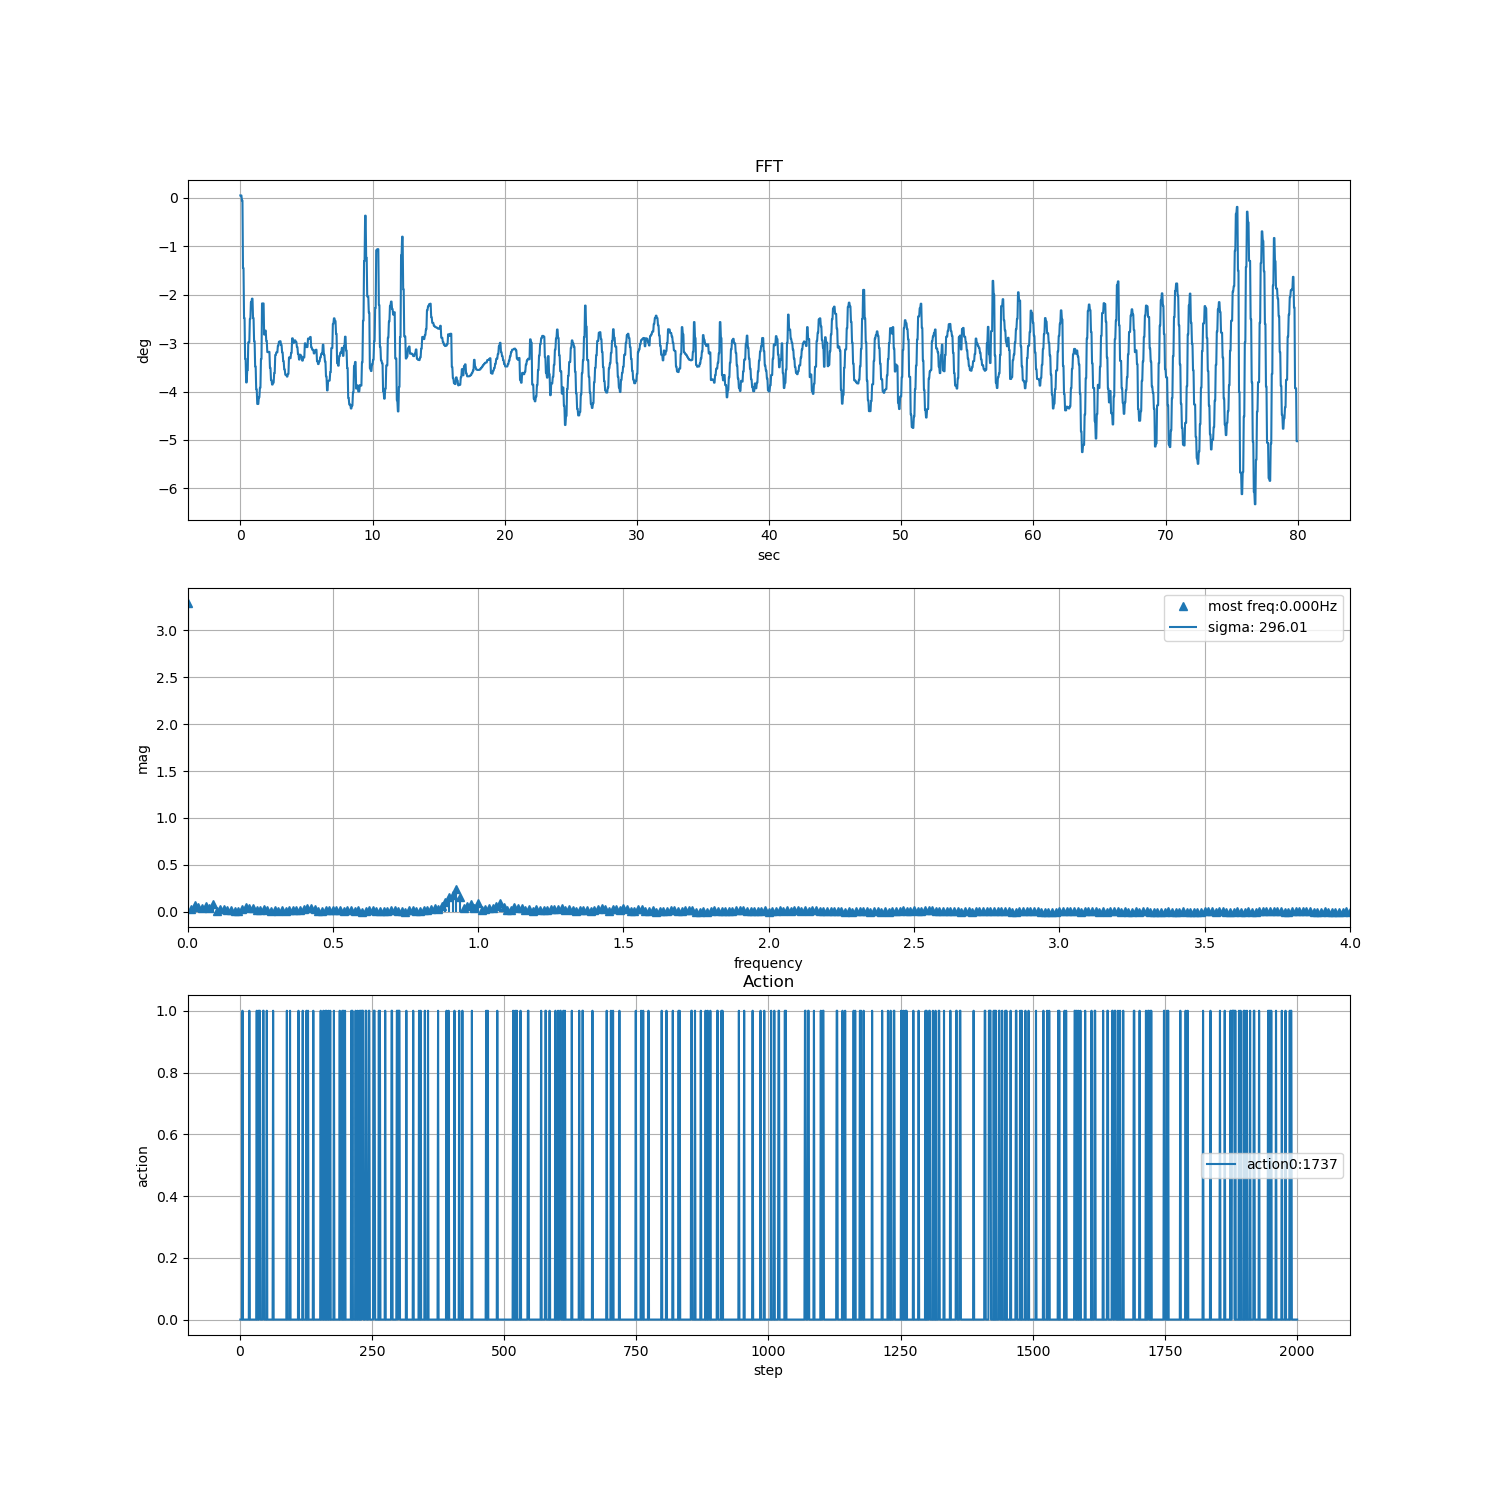 FFT
0
−1
−2
−3
−4
−5
−6
deg
0 10 20 30 40 50 60 70 80
sec
most freq:0.000Hz
sigma: 296.01
3.0
2.5
2.0
1.5
1.0
0.5
0.0
mag
0.0 0.5 1.0 1.5 2.0 2.5 3.0 3.5 4.0
frequency
Action
1.0
0.8
0.6
0.4
0.2
0.0
action
action0:1737
0 250 500 750 1000 1250 1500 1750 2000
step